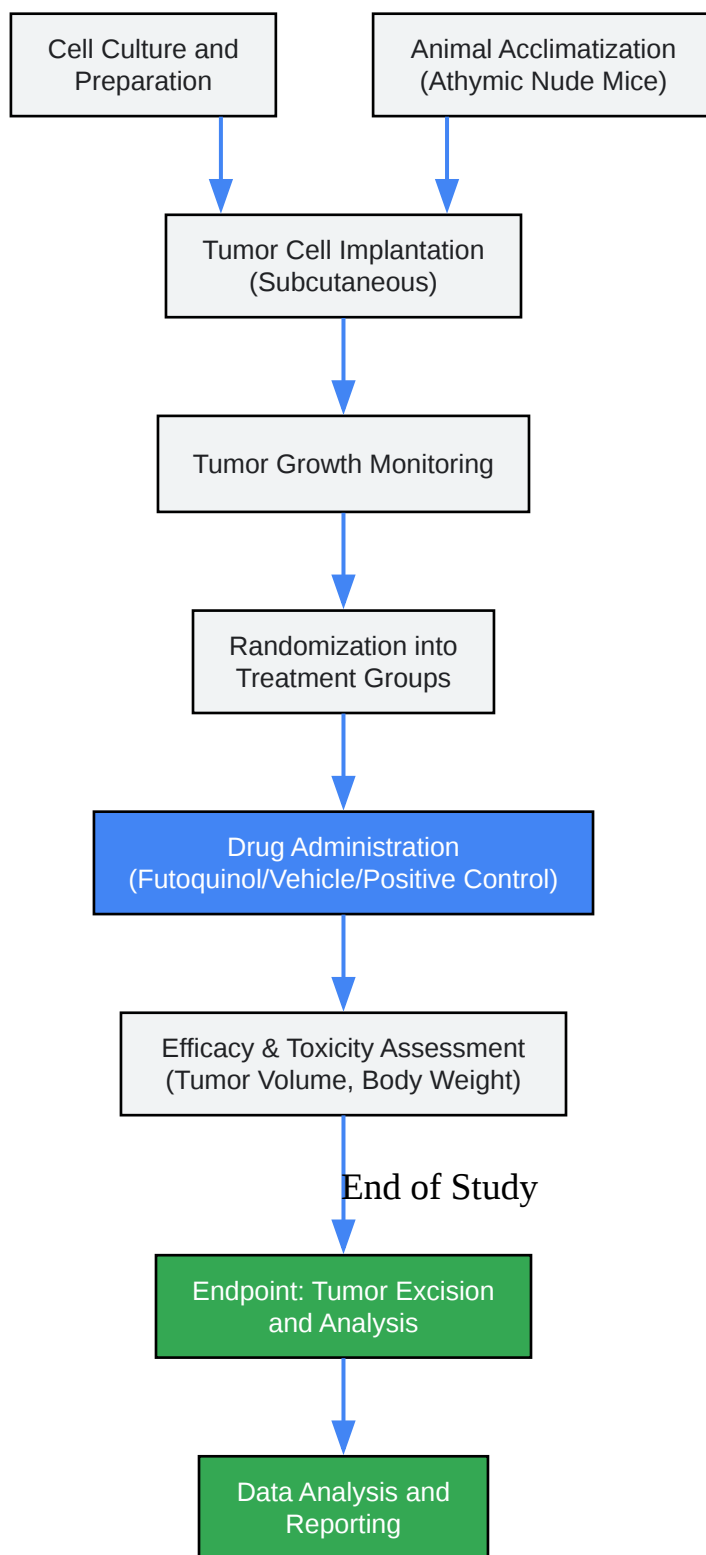 Cell Culture and
Preparation
Animal Acclimatization
(Athymic Nude Mice)
Tumor Cell Implantation
(Subcutaneous)
Tumor Growth Monitoring
Randomization into
Treatment Groups
Drug Administration
(Futoquinol/Vehicle/Positive Control)
Efficacy & Toxicity Assessment
(Tumor Volume, Body Weight)
End of Study
Endpoint: Tumor Excision
and Analysis
Data Analysis and
Reporting